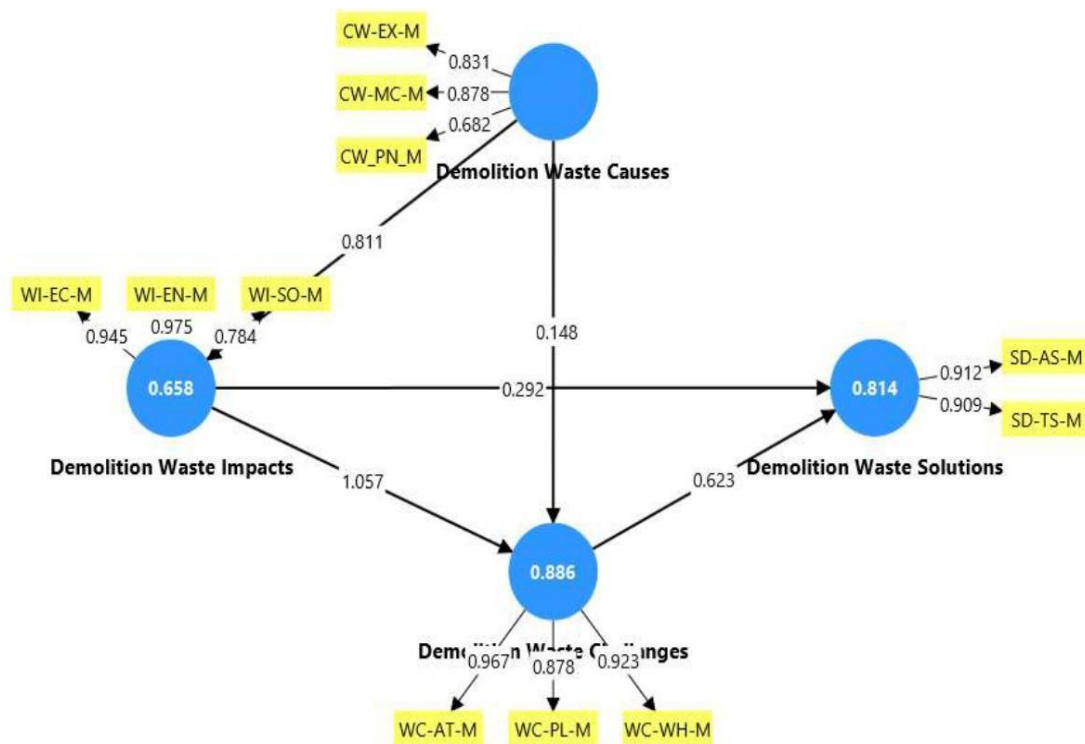 CW-EX-M
0.831
CW-MC-M
0.878
0.682
CW_PN_M
Demolition Waste Causes
0.811
WI-EC-M
WI-EN-M
WI-SO-M
0.945
0.975
0.784
0.148
0.658
0.292
0.814
0.912
SD-AS-M
0.909
SD-TS-M
Demolition Waste Impacts
Demolition Waste Solutions
1.057
0.623
0.886
Demolition Waste Challanges
0.967
0.878
0.923
WC-AT-M
WC-PL-M
WC-WH-M